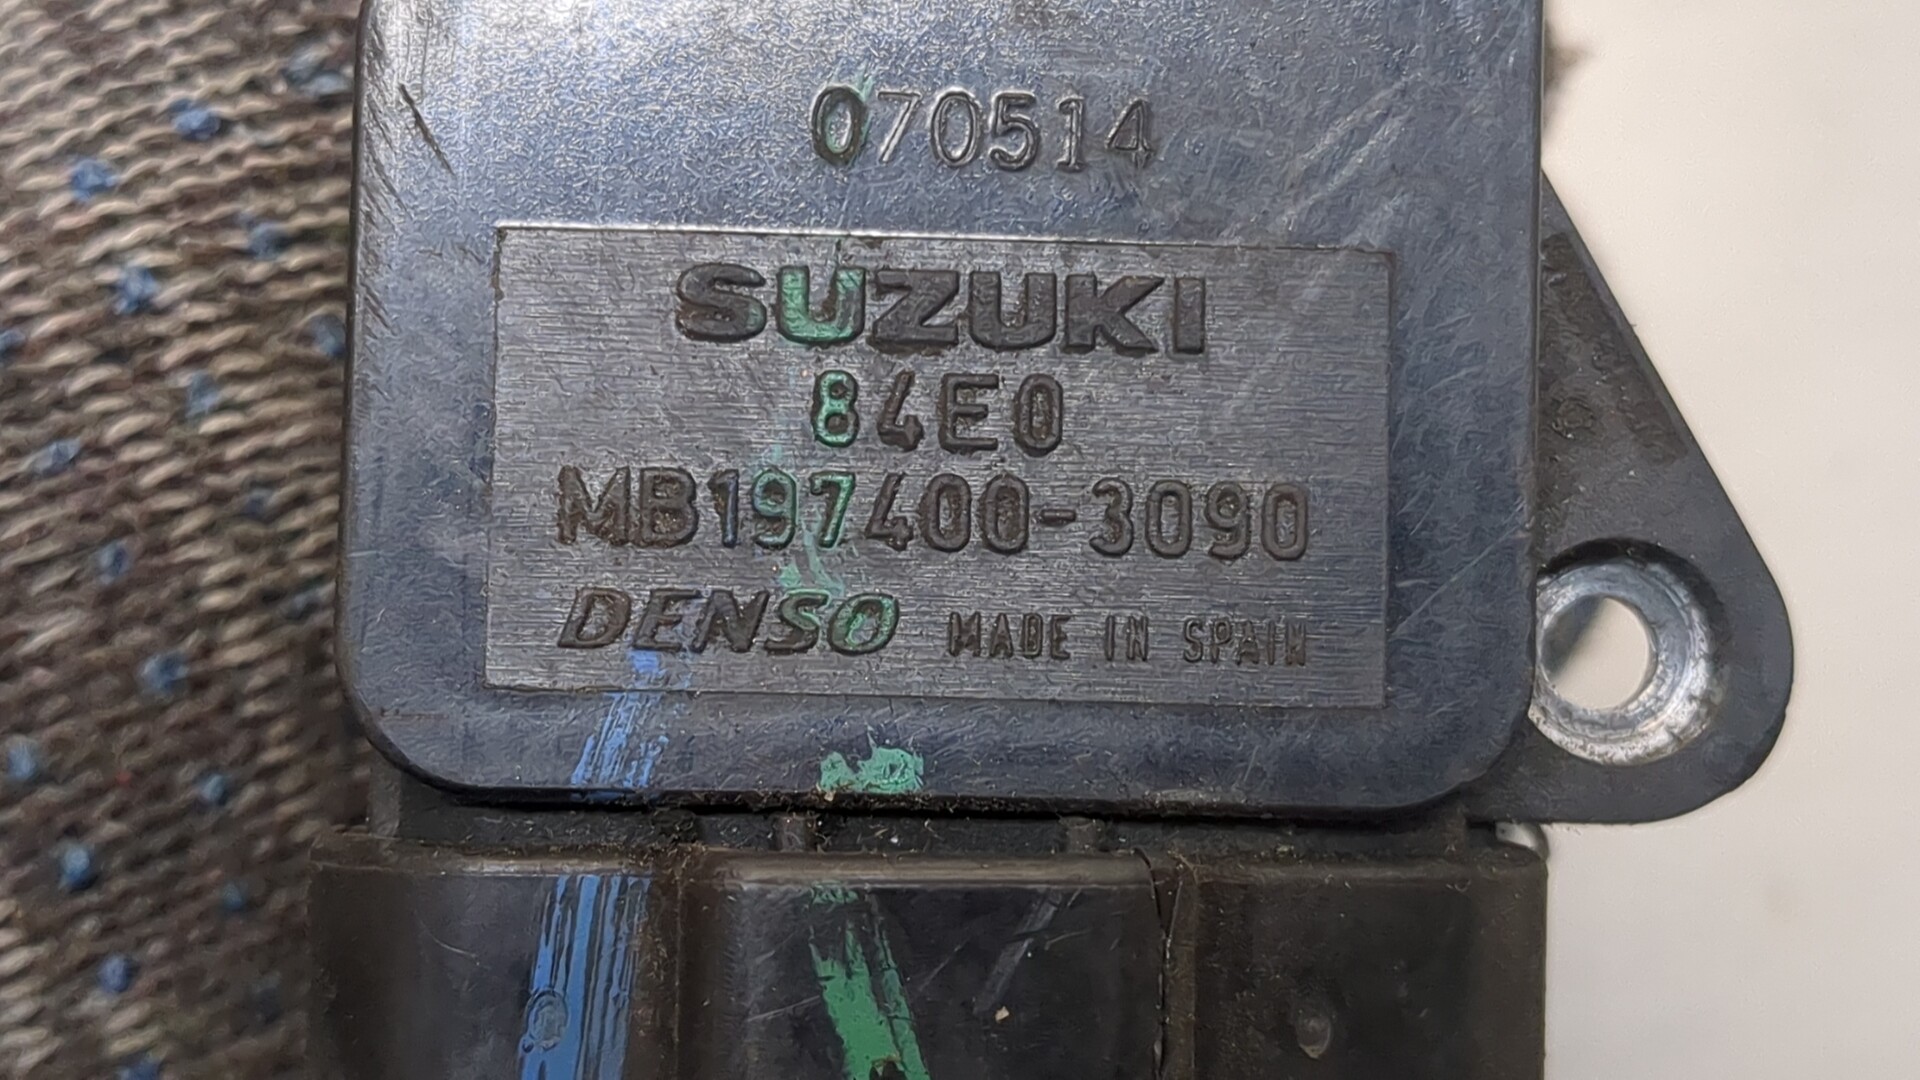 070514
SUZUKI
84E0
MB197400-3090
DENSO MADE IN SPAIN